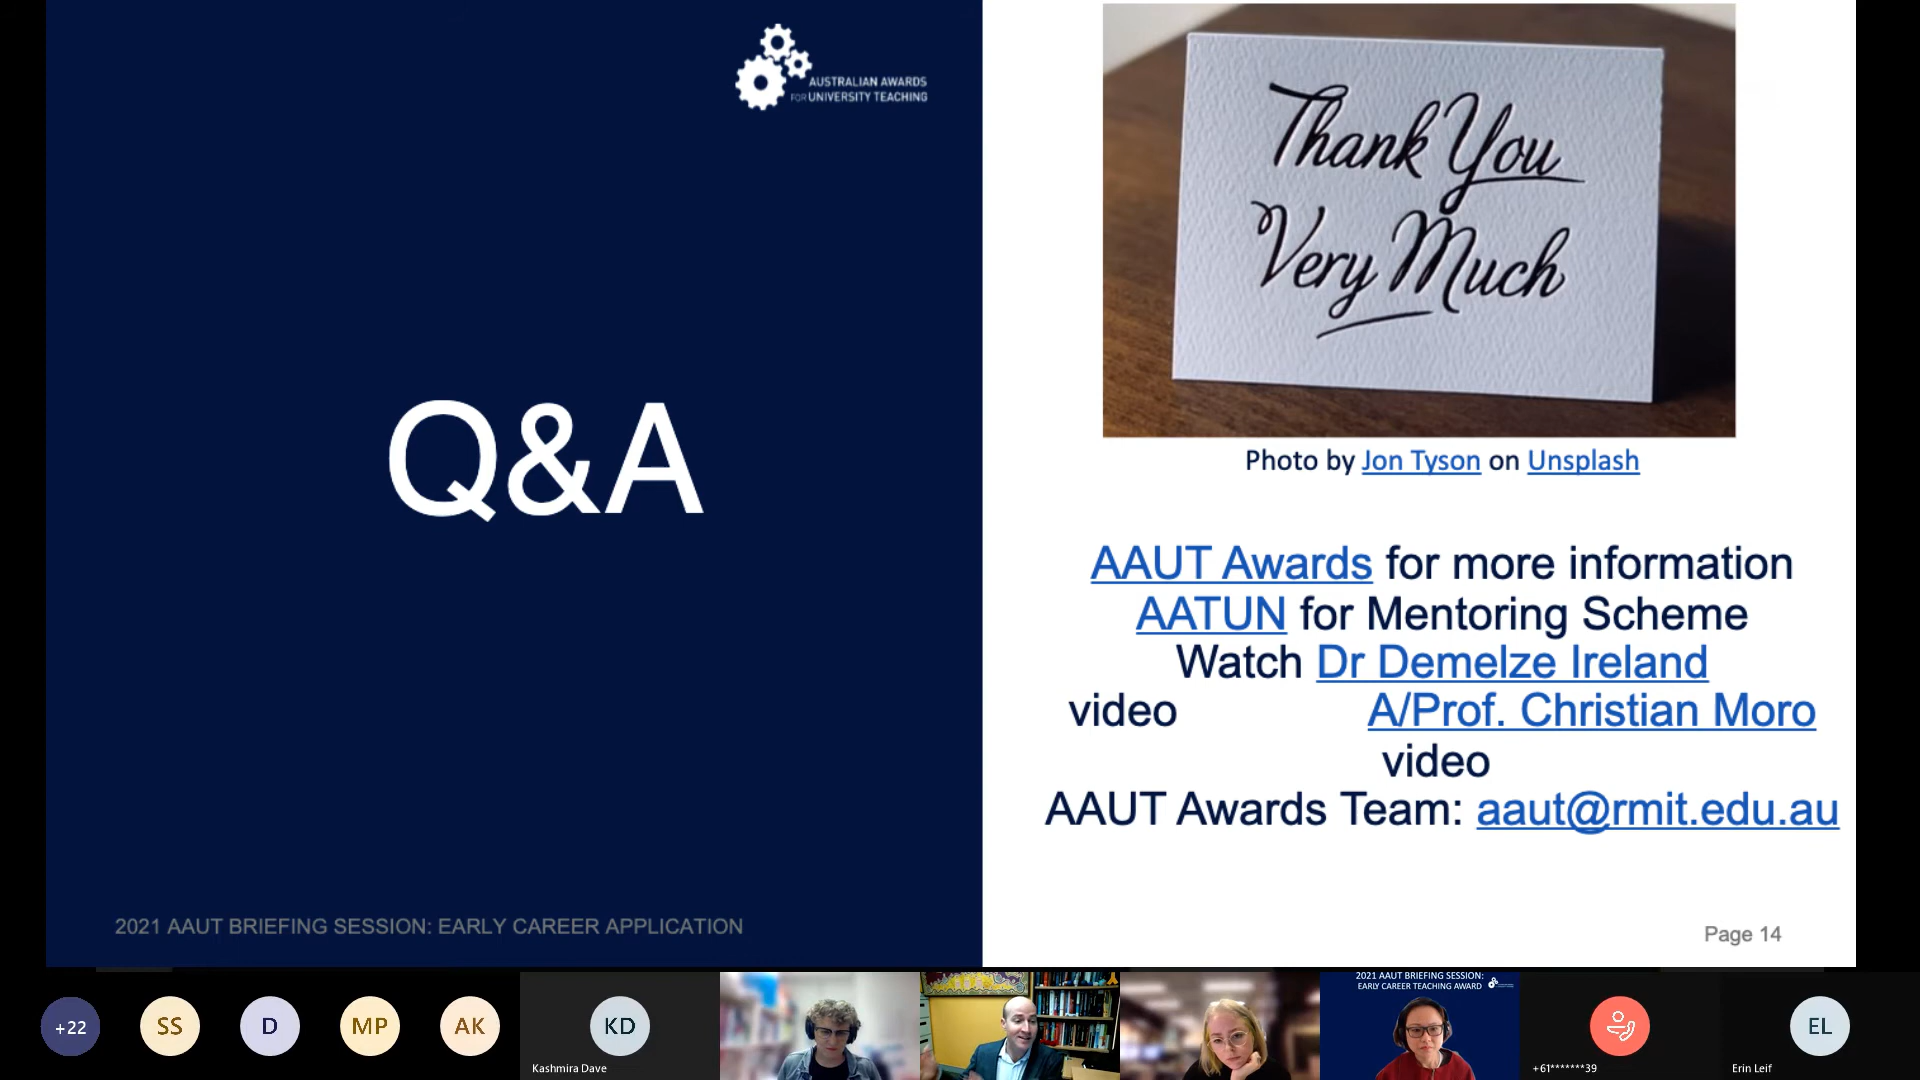 AUSTRALIAN AWARDS
FOR UNIVERSITY TEACHING
Q&A
2021 AAUT BRIEFING SESSION: EARLY CAREER APPLICATION
Thank You
Very Much
Photo by Jon Tyson on Unsplash
AAUT Awards for more information
AATUN for Mentoring Scheme
Watch Dr Demelze Ireland
video A/Prof. Christian Moro
video
AAUT Awards Team: aaut@rmit.edu.au
Page 14
+22
SS
D
MP
AK
KD
Kashmira Dave
2021 AAUT BRIEFING SESSION:
EARLY CAREER TEACHING AWARD
+61*******39
EL
Erin Leif